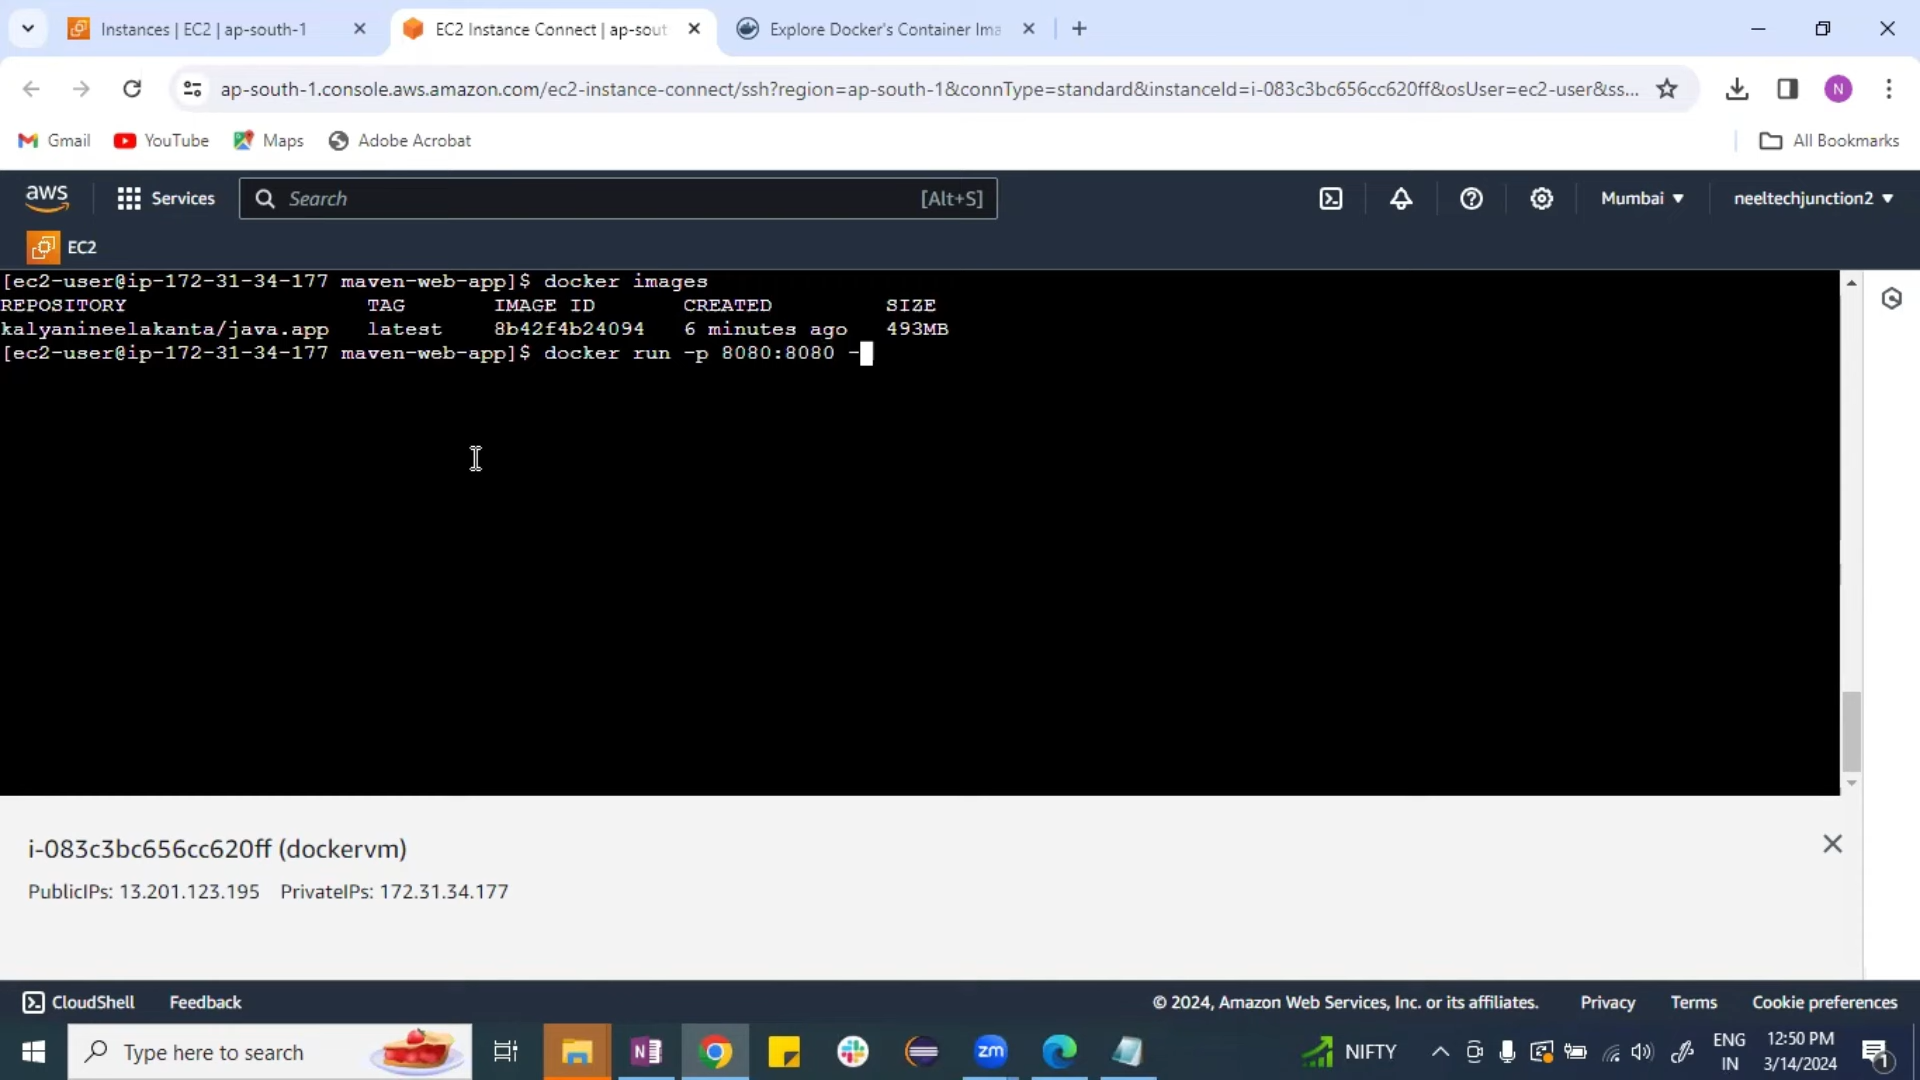 Instances | EC2 | ap-south-1
EC2 Instance Connect | ap-sout
Explore Docker's Container Ima
ap-south-1.console.aws.amazon.com/ec2-instance-connect/ssh?region=ap-south-1&connType=standard&instanceId=i-083c3bc656cc620ff&osUser=ec2-user&ss...
N
Gmail
YouTube
Maps
Adobe Acrobat
All Bookmarks
aws
Services
Search
[Alt+S]
Mumbai
neeltechjunction2
EC2
[ec2-user@ip-172-31-34-177 maven-web-app]$ docker images
REPOSITORY TAG IMAGE ID CREATED SIZE
kalyanineelakanta/java.app latest 8b42f4b24094 6 minutes ago 493MB
[ec2-user@ip-172-31-34-177 maven-web-app]$ docker run -p 8080:8080 -
i-083c3bc656cc620ff (dockervm)
PublicIPs: 13.201.123.195 PrivateIPs: 172.31.34.177
CloudShell
Feedback
© 2024, Amazon Web Services, Inc. or its affiliates.
Privacy
Terms
Cookie preferences
Type here to search
N
zm
NIFTY
ENG
IN
12:50 PM
3/14/2024
1